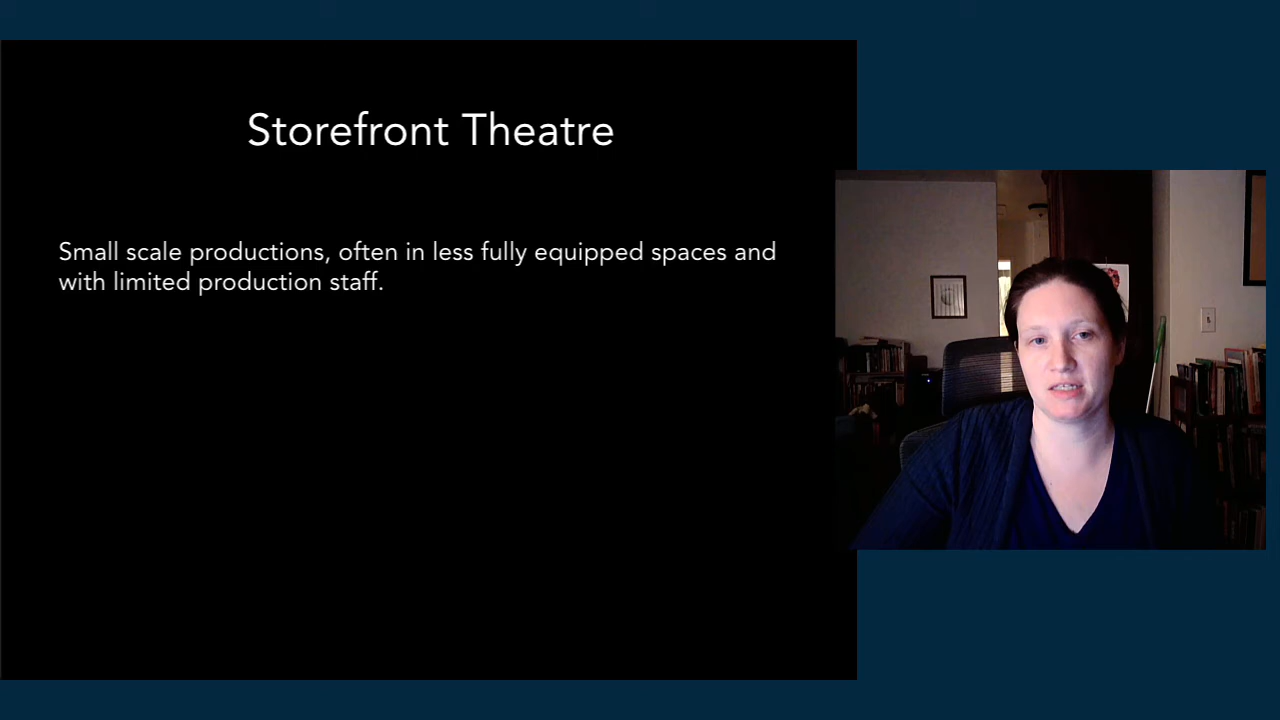 Storefront Theatre
Small scale productions, often in less fully equipped spaces and
with limited production staff.